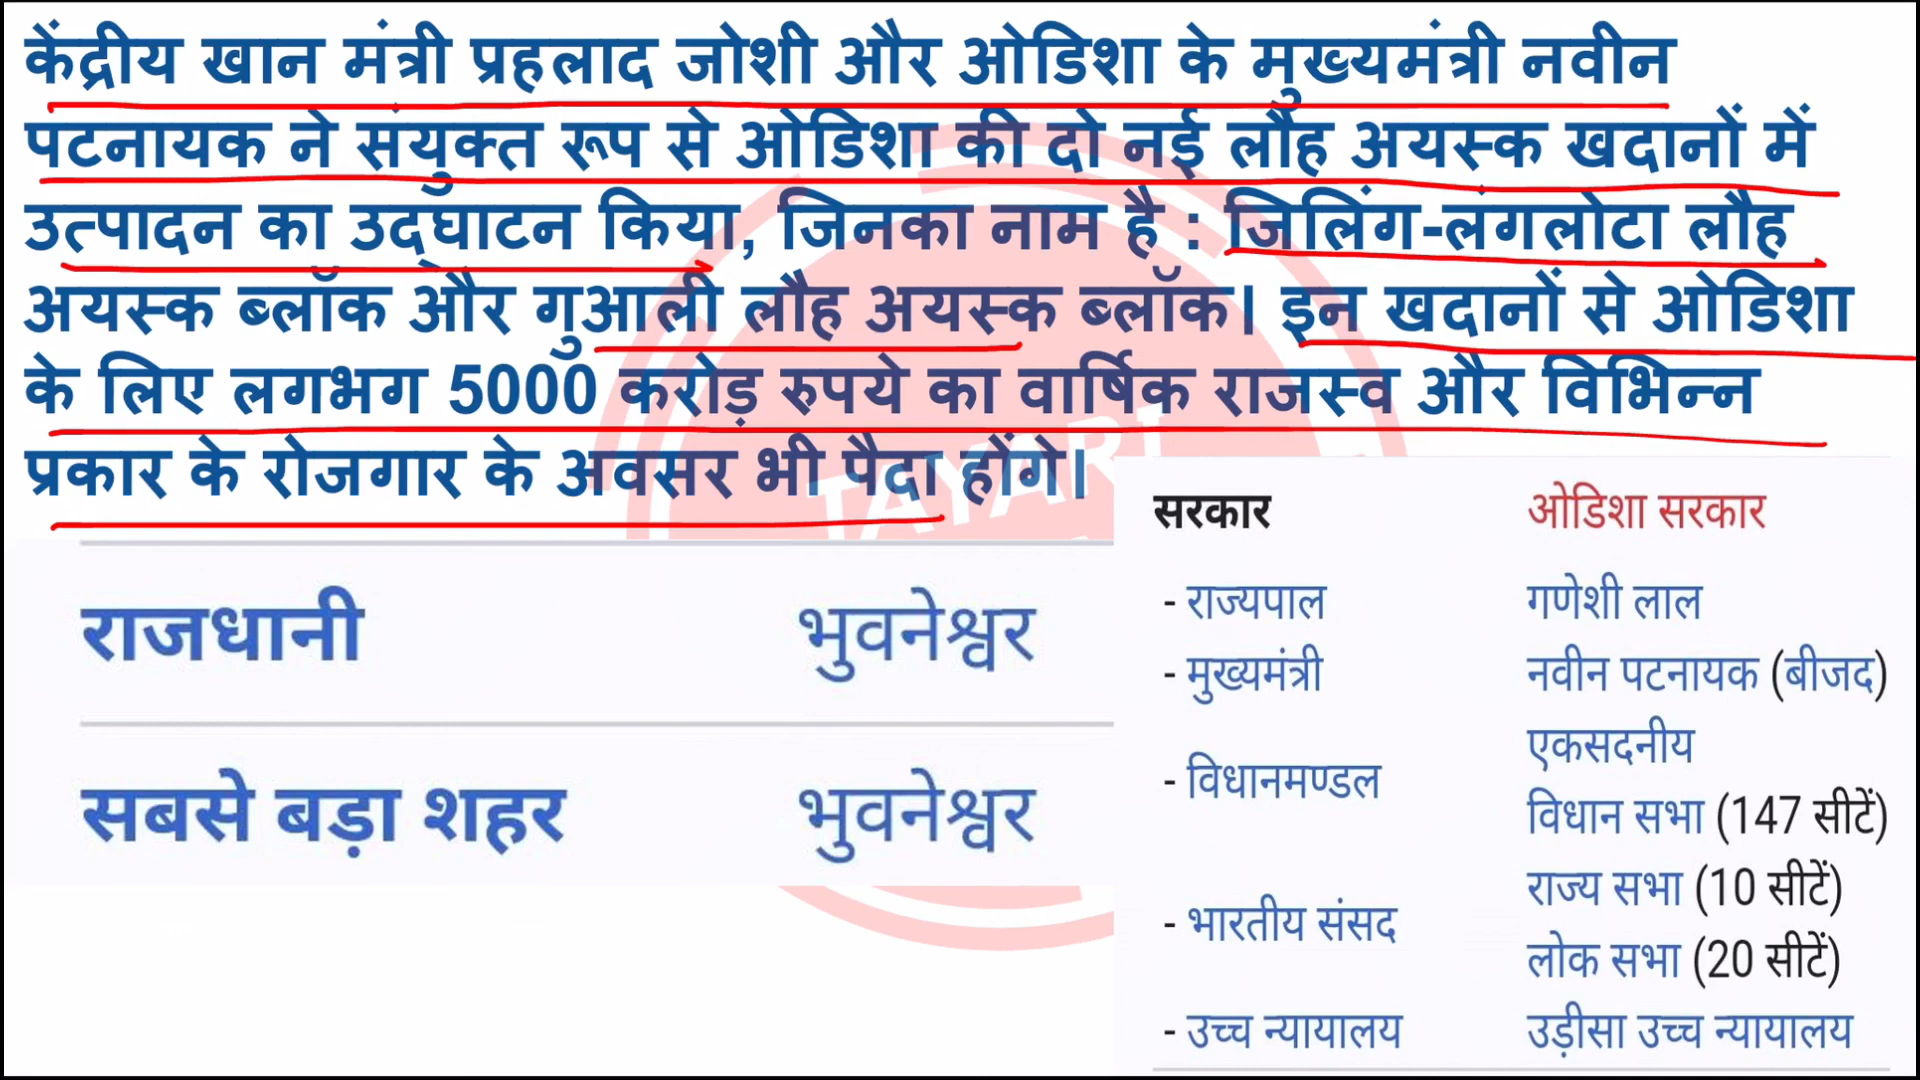 केंद्रीय खान मंत्री प्रहलाद जोशी और ओडिशा के मुख्यमंत्री नवीन
पटनायक ने संयुक्त रूप से ओडिशा की दो नई लौह अयस्क खदानों में
उत्पादन का उद्घाटन किया, जिनका नाम है : जिलिंग-लंगलोटा लौह
अयस्क ब्लॉक और गुआली लौह अयस्क ब्लॉक। इन खदानों से ओडिशा
के लिए लगभग 5000 करोड़ रुपये का वार्षिक राजस्व और विभिन्न
प्रकार के रोजगार के अवसर भी पैदा होंगे।
TAYARI
राजधानी भुवनेश्वर
सबसे बड़ा शहर भुवनेश्वर
सरकार ओडिशा सरकार
- राज्यपाल गणेशी लाल
- मुख्यमंत्री नवीन पटनायक (बीजद)
- विधानमण्डल एकसदनीय
विधान सभा (147 सीटें)
- भारतीय संसद राज्य सभा (10 सीटें)
लोक सभा (20 सीटें)
- उच्च न्यायालय उड़ीसा उच्च न्यायालय